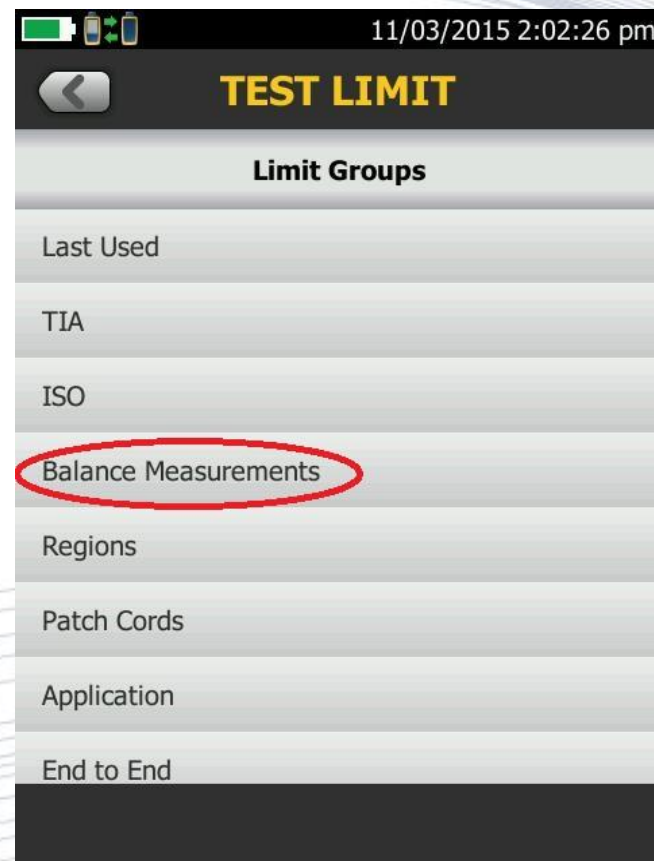 11/03/2015 2:02:26 pm
TEST LIMIT
Limit Groups
Last Used
TIA
ISO
Balance Measurements
Regions
Patch Cords
Application
End to End